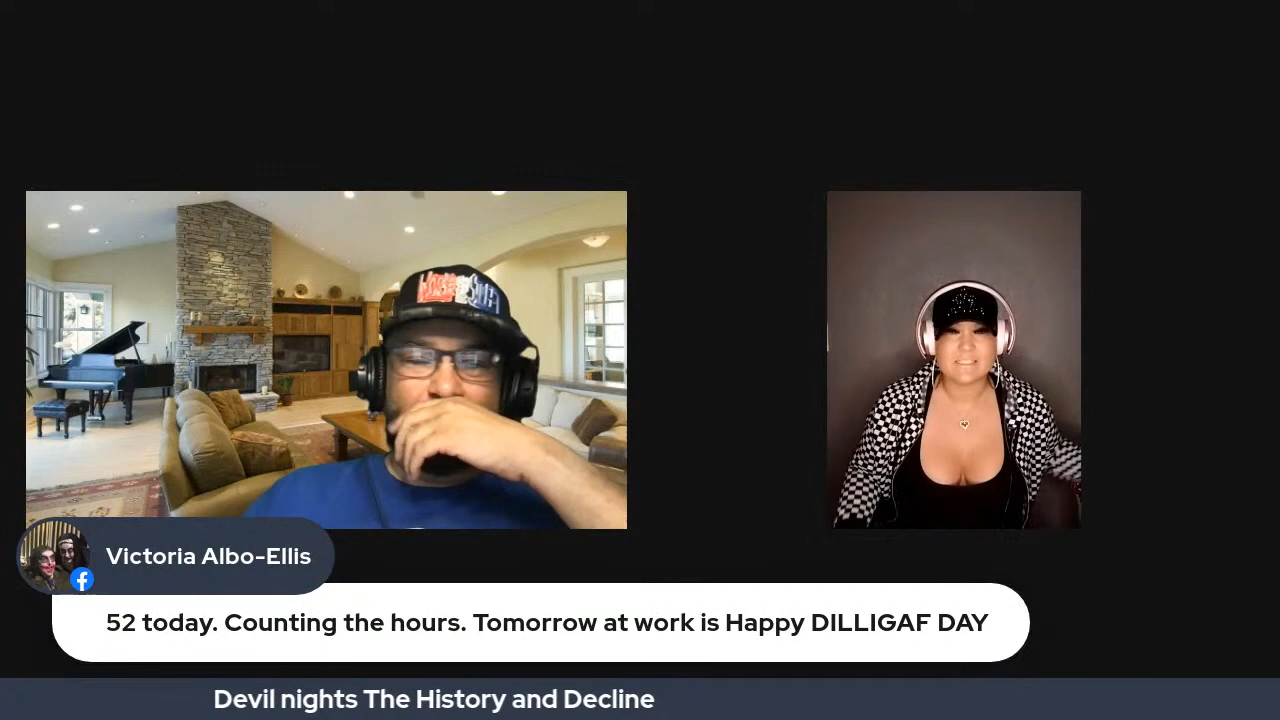 Victoria Albo-Ellis
52 today. Counting the hours. Tomorrow at work is Happy DILLIGAF DAY
Devil nights The History and Decline